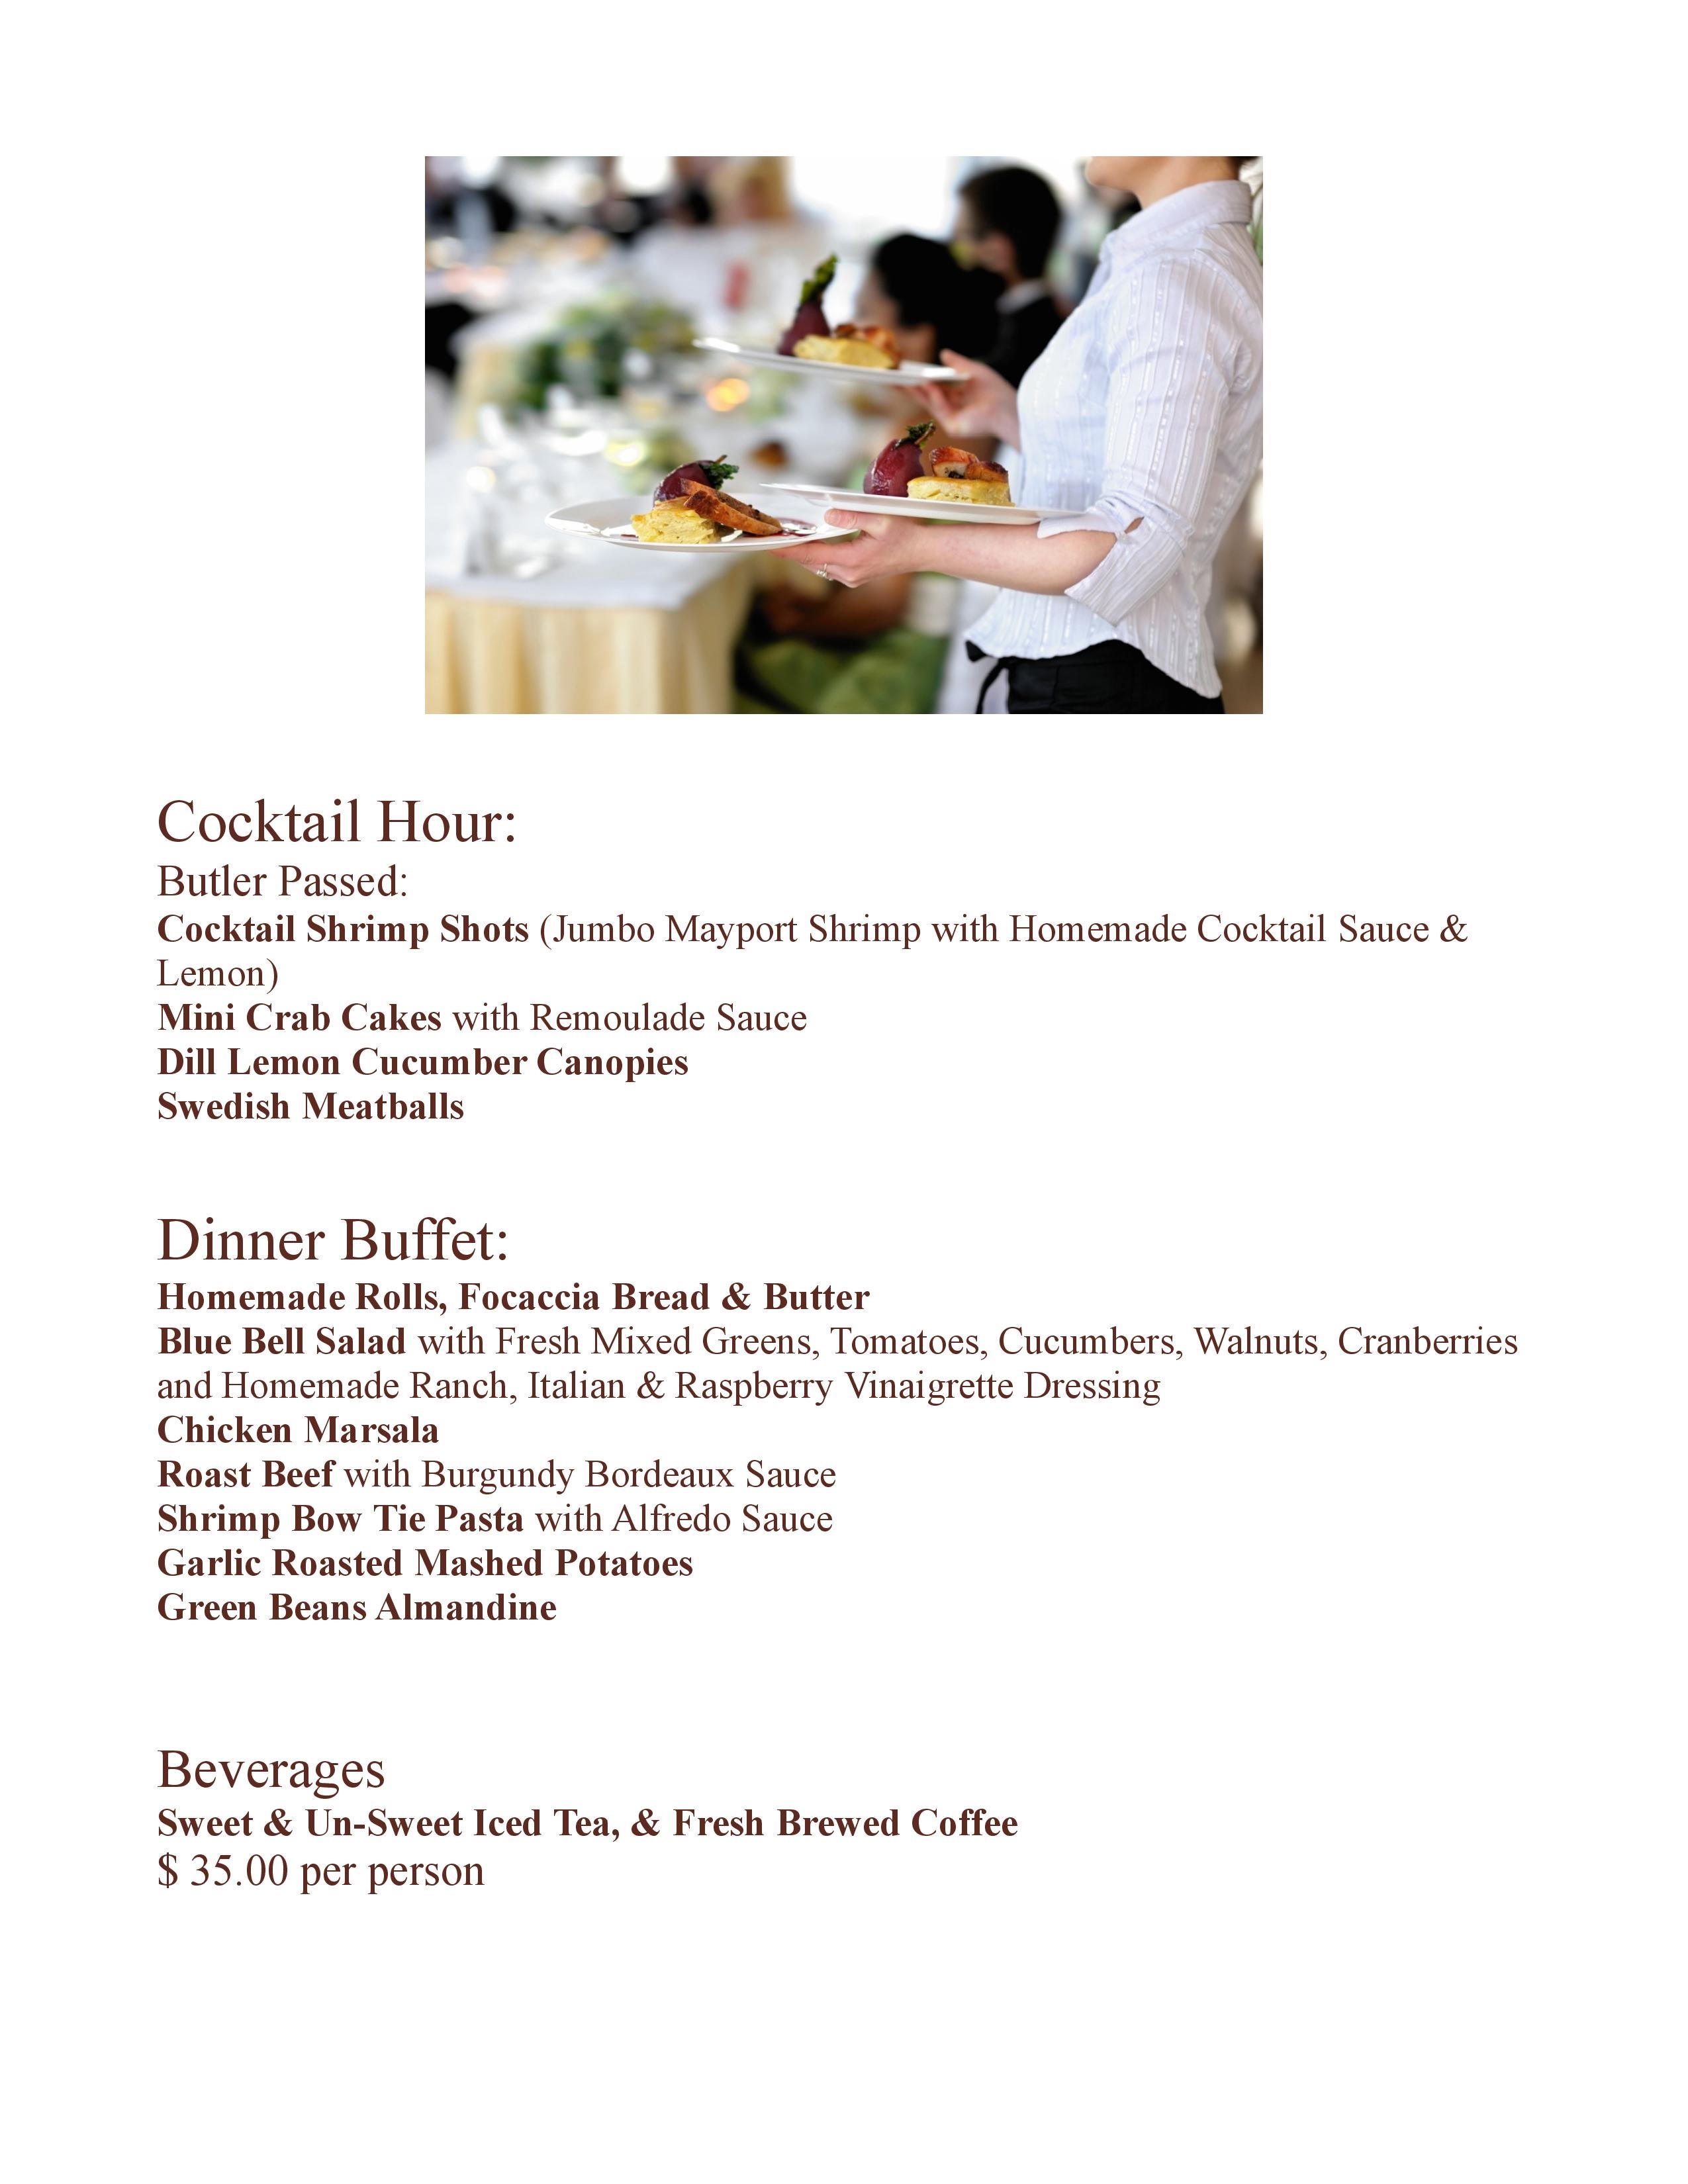 Cocktail Hour:
Butler Passed:
Cocktail Shrimp Shots (Jumbo Mayport Shrimp with Homemade Cocktail Sauce &
Lemon)
Mini Crab Cakes with Remoulade Sauce
Dill Lemon Cucumber Canopies
Swedish Meatballs
Dinner Buffet:
Homemade Rolls, Focaccia Bread & Butter
Blue Bell Salad with Fresh Mixed Greens, Tomatoes, Cucumbers, Walnuts, Cranberries
and Homemade Ranch, Italian & Raspberry Vinaigrette Dressing
Chicken Marsala
Roast Beef with Burgundy Bordeaux Sauce
Shrimp Bow Tie Pasta with Alfredo Sauce
Garlic Roasted Mashed Potatoes
Green Beans Almandine
Beverages
Sweet & Un-Sweet Iced Tea, & Fresh Brewed Coffee
$ 35.00 per person